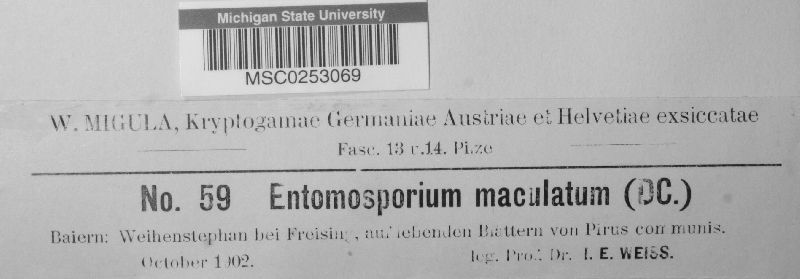 Michigan State University
MSC0253069
W. MIGULA, Kryptogamae Germaniae Austriae et Helvetiae exsiccatae
Fasc. 13 u. 14. Pilze
No. 59 Entomosporium maculatum (DC.)
Baiern: Weihenstephan bei Freising, auf lebenden Blättern von Pirus communis.
October 1902. leg. Prof. Dr. I. E. WEISS.